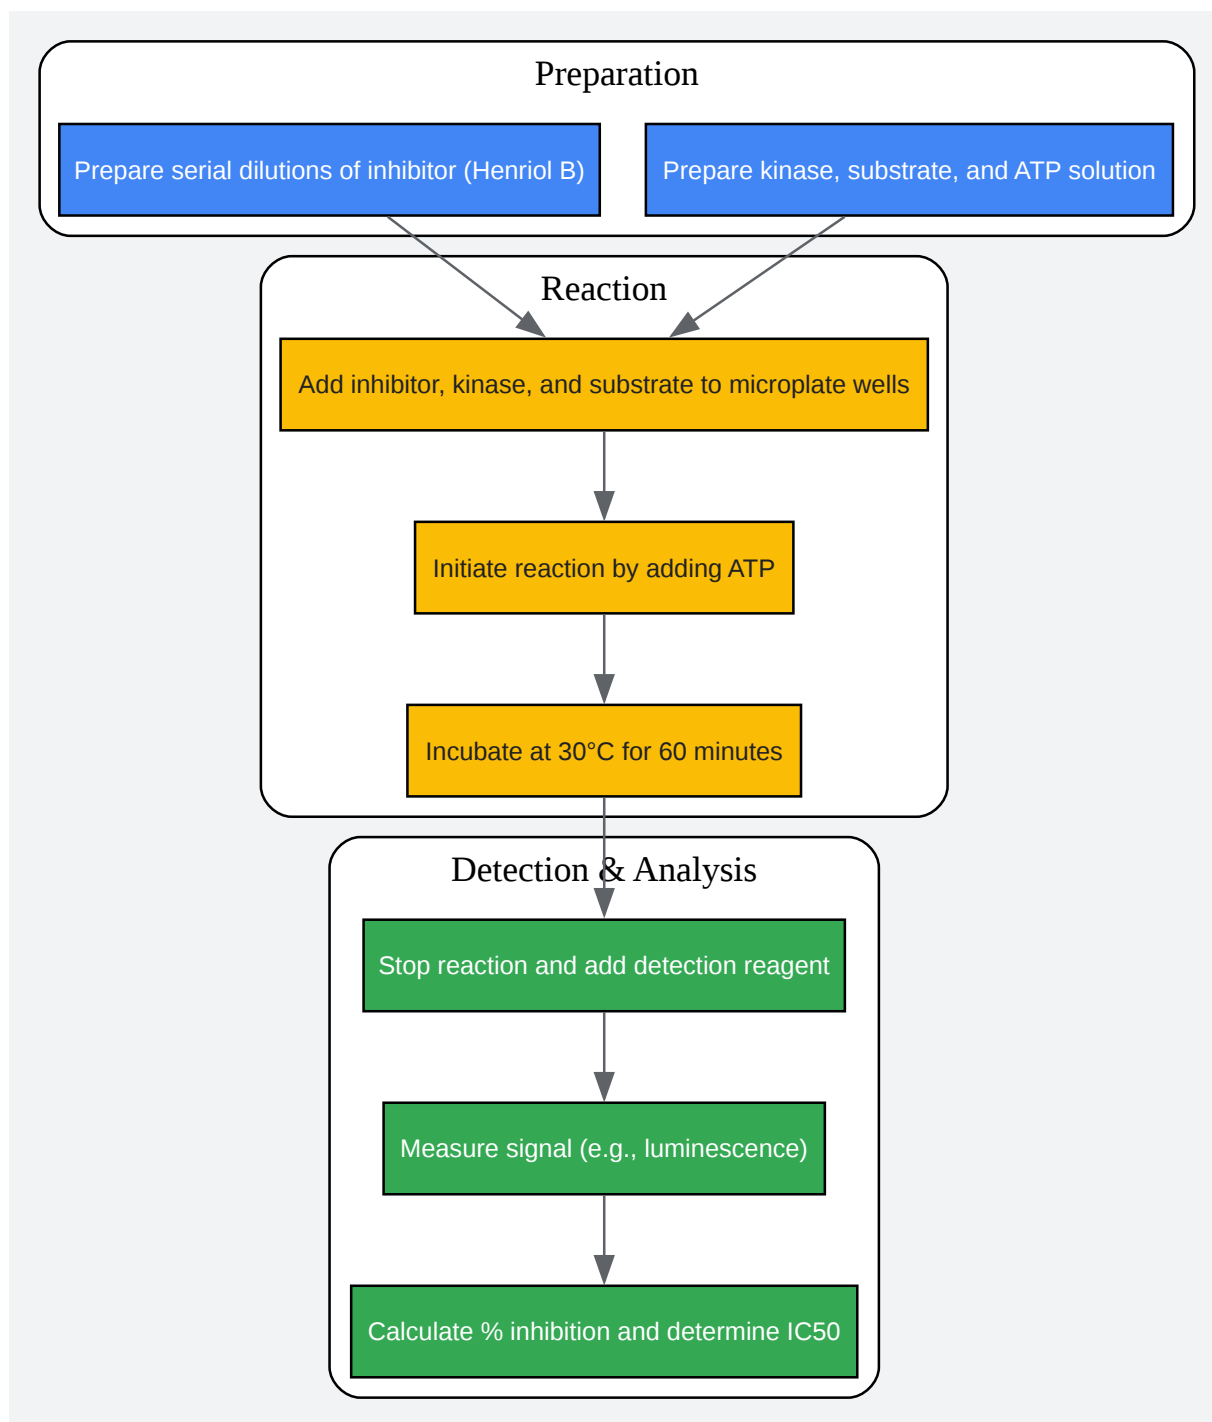 Preparation
Prepare serial dilutions of inhibitor (Henriol B)
Prepare kinase, substrate, and ATP solution
Reaction
Add inhibitor, kinase, and substrate to microplate wells
Initiate reaction by adding ATP
Incubate at 30°C for 60 minutes
Detection & Analysis
Stop reaction and add detection reagent
Measure signal (e.g., luminescence)
Calculate % inhibition and determine IC50